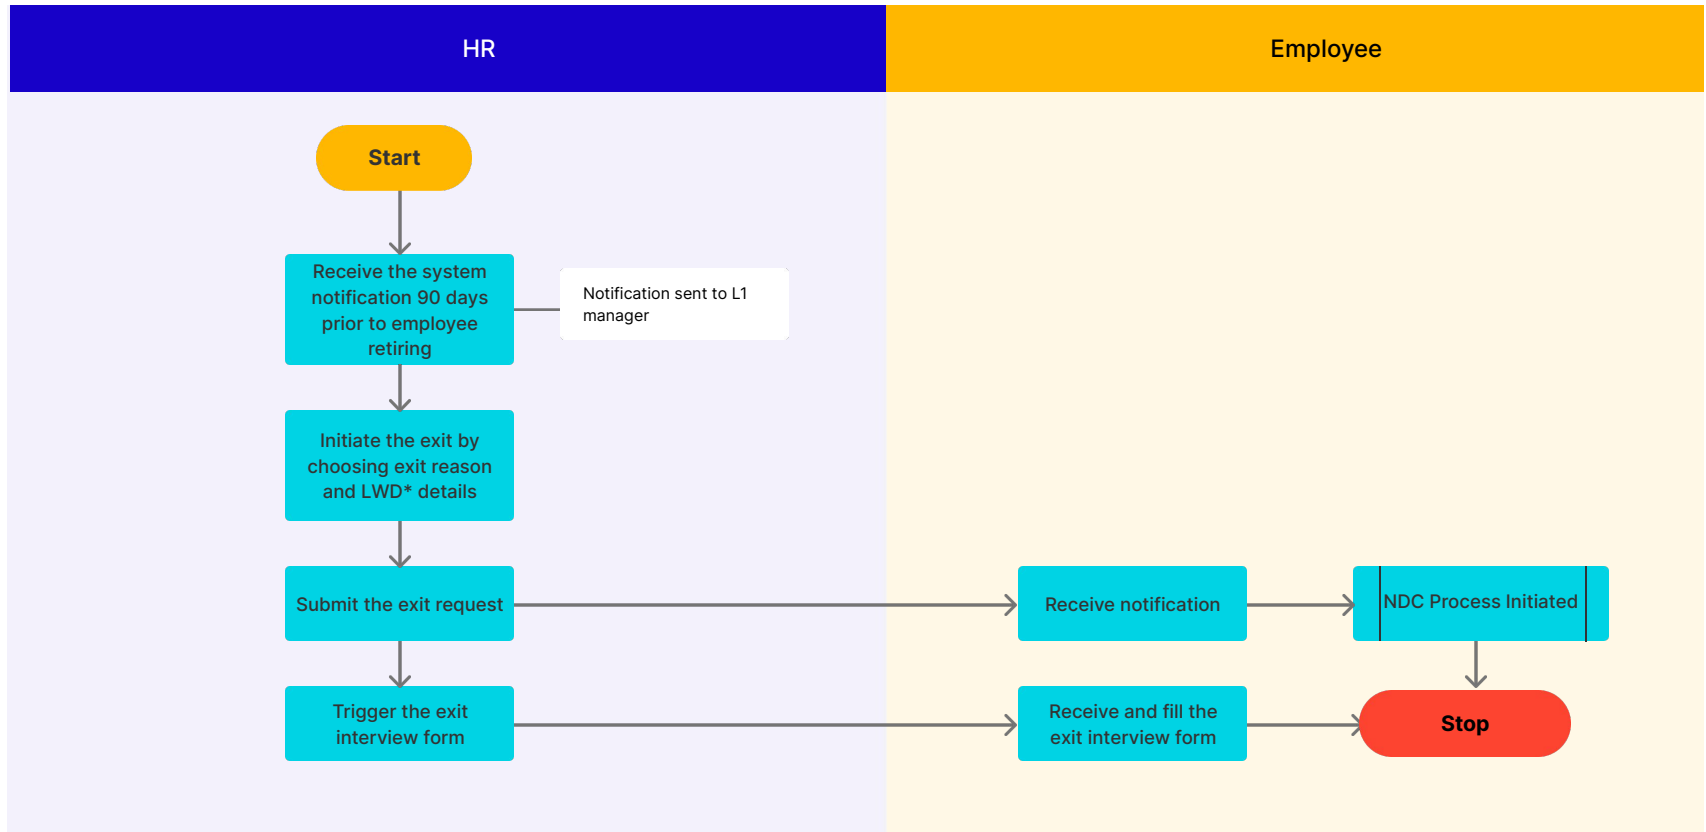 HR
Employee
Start
Receive the system
notification 90 days
prior to employee
retiring
Notification sent to L1
manager
Initiate the exit by
choosing exit reason
and LWD* details
Submit the exit request
Receive notification
NDC Process Initiated
Trigger the exit
interview form
Receive and fill the
exit interview form
Stop